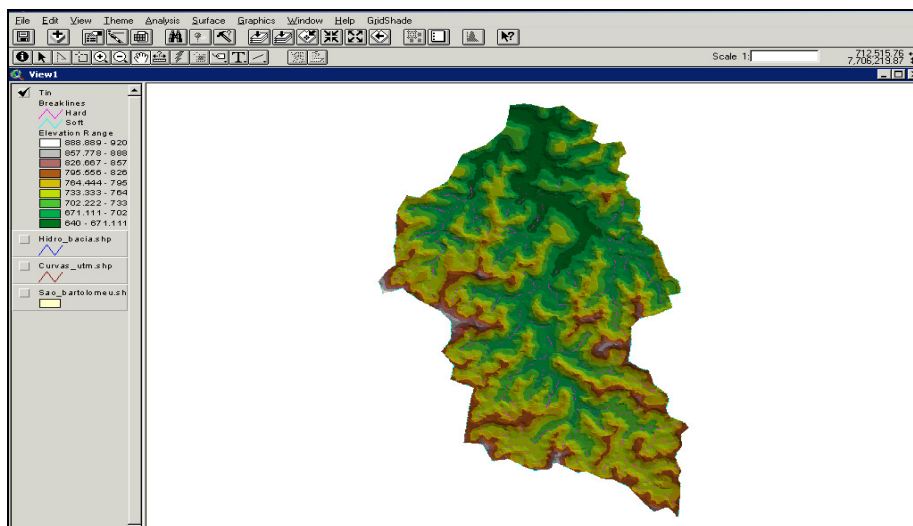 File Edit View Theme Analysis Surface Graphics Window Help GridShade
Scale 1:
712,515.76
7,706,219.87
View1
Tin
Breaklines
Hard
Soft
Elevation Range
888.889 - 920
857.778 - 888
826.667 - 857
795.556 - 826
764.444 - 795
733.333 - 764
702.222 - 733
671.111 - 702
640 - 671.111
Hidro_bacia.shp
Curvas_utm.shp
Sao_bartolomeu.sh